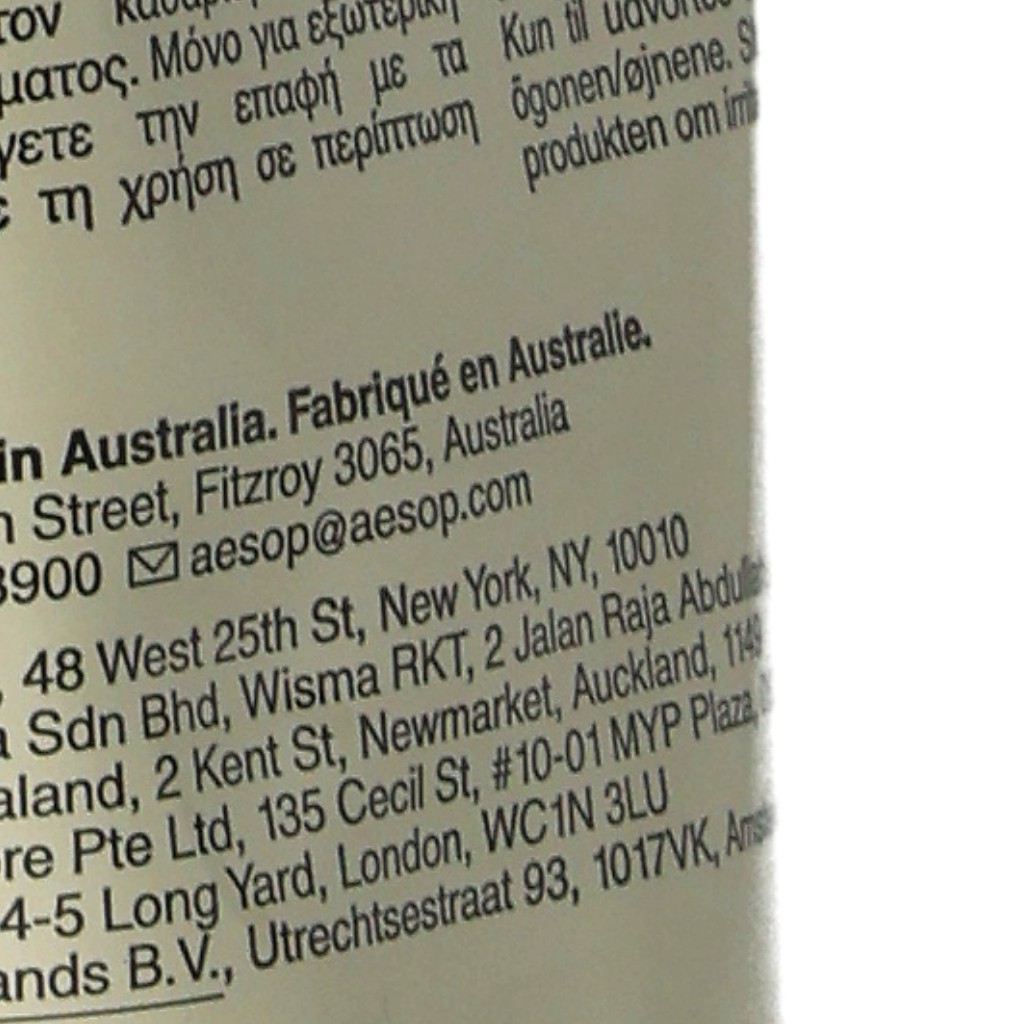 τον
ματος. Μόνο για εξωτερική
την επαφή με τα
ε τη χρήση σε περίπτωση
Kun til
ögonen/øjnene.
produkten om
in Australia. Fabriqué en Australie.
Street, Fitzroy 3065, Australia
3900 aesop@aesop.com
, 48 West 25th St, New York, NY, 10010
Sdn Bhd, Wisma RKT, 2 Jalan Raja
aland, 2 Kent St, Newmarket, Auckland,
re Pte Ltd, 135 Cecil St, #10-01 MYP Plaza,
4-5 Long Yard, London, WC1N 3LU
ands B.V., Utrechtsestraat 93, 1017VK,